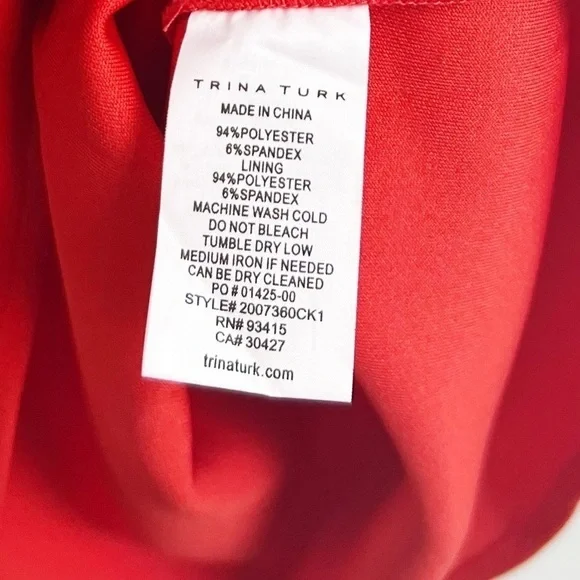 TRINA TURK
MADE IN CHINA
94%POLYESTER
6%SPANDEX
LINING
94%POLYESTER
6%SPANDEX
MACHINE WASH COLD
DO NOT BLEACH
TUMBLE DRY LOW
MEDIUM IRON IF NEEDED
CAN BE DRY CLEANED
PO#01425-00
STYLE# 2007360CK1
RN# 93415
CA# 30427
trinaturk.com